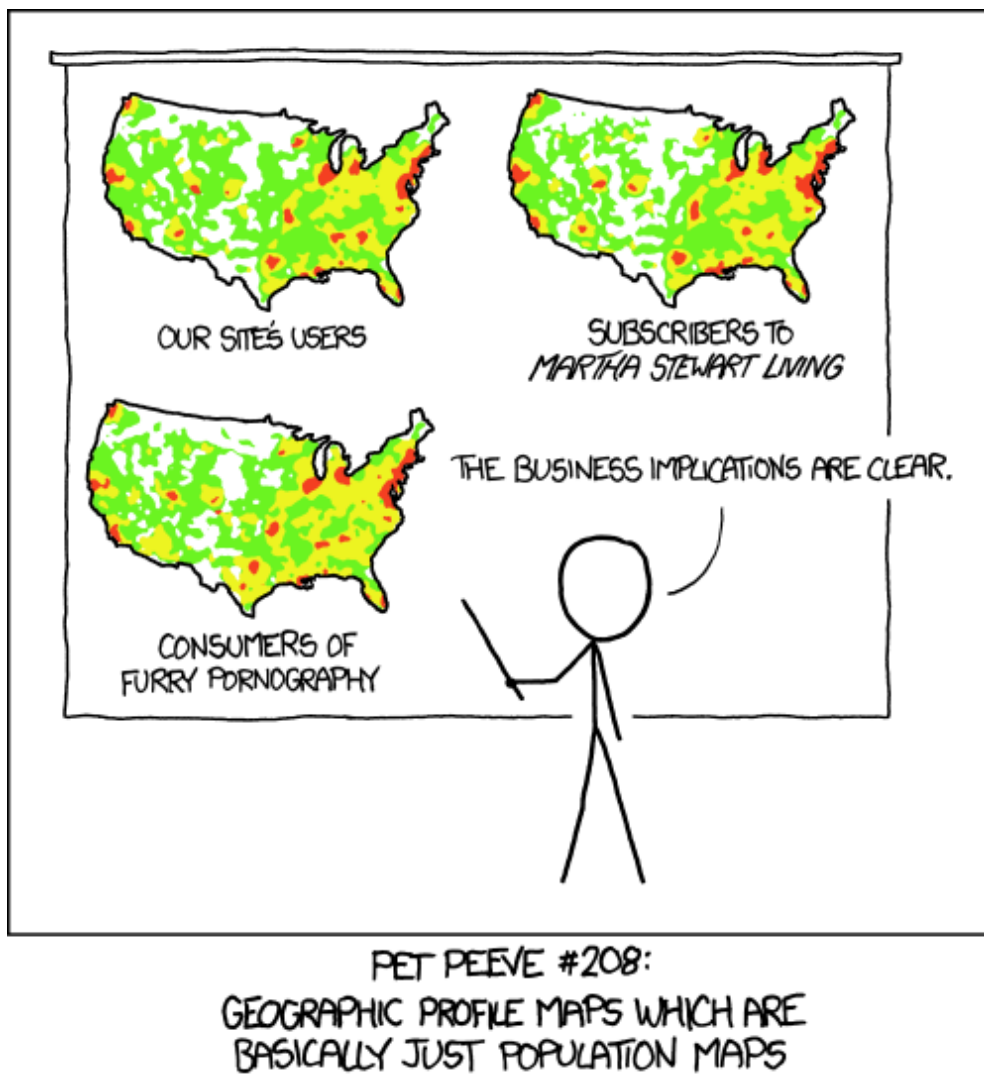 OUR SITE'S USERS
SUBSCRIBERS TO
MARTHA STEWART LIVING
CONSUMERS OF
FURRY PORNOGRAPHY
THE BUSINESS IMPLICATIONS ARE CLEAR.
PET PEEVE #208:
GEOGRAPHIC PROFILE MAPS WHICH ARE
BASICALLY JUST POPULATION MAPS